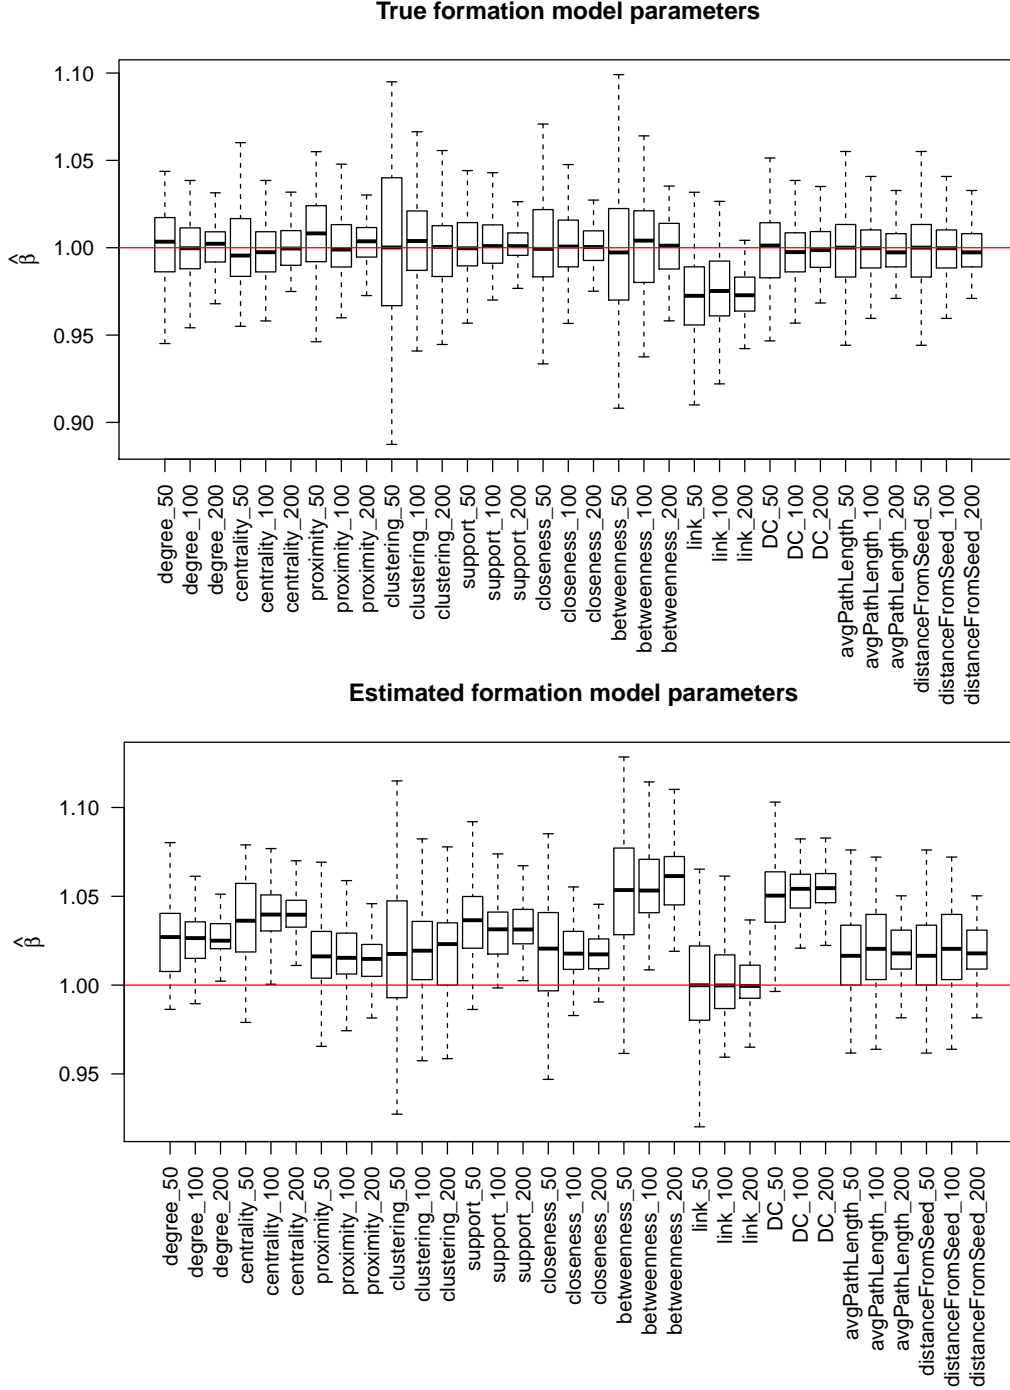 True formation model parameters
1.10
1.05
1.00
0.95
0.90
β̂
degree_50
degree_100
degree_200
centrality_50
centrality_100
centrality_200
proximity_50
proximity_100
proximity_200
clustering_50
clustering_100
clustering_200
support_50
support_100
support_200
closeness_50
closeness_100
closeness_200
betweenness_50
betweenness_100
betweenness_200
link_50
link_100
link_200
DC_50
DC_100
DC_200
avgPathLength_50
avgPathLength_100
avgPathLength_200
distanceFromSeed_50
distanceFromSeed_100
distanceFromSeed_200
Estimated formation model parameters
1.10
1.05
1.00
0.95
β̂
degree_50
degree_100
degree_200
centrality_50
centrality_100
centrality_200
proximity_50
proximity_100
proximity_200
clustering_50
clustering_100
clustering_200
support_50
support_100
support_200
closeness_50
closeness_100
closeness_200
betweenness_50
betweenness_100
betweenness_200
link_50
link_100
link_200
DC_50
DC_100
DC_200
avgPathLength_50
avgPathLength_100
avgPathLength_200
distanceFromSeed_50
distanceFromSeed_100
distanceFromSeed_200